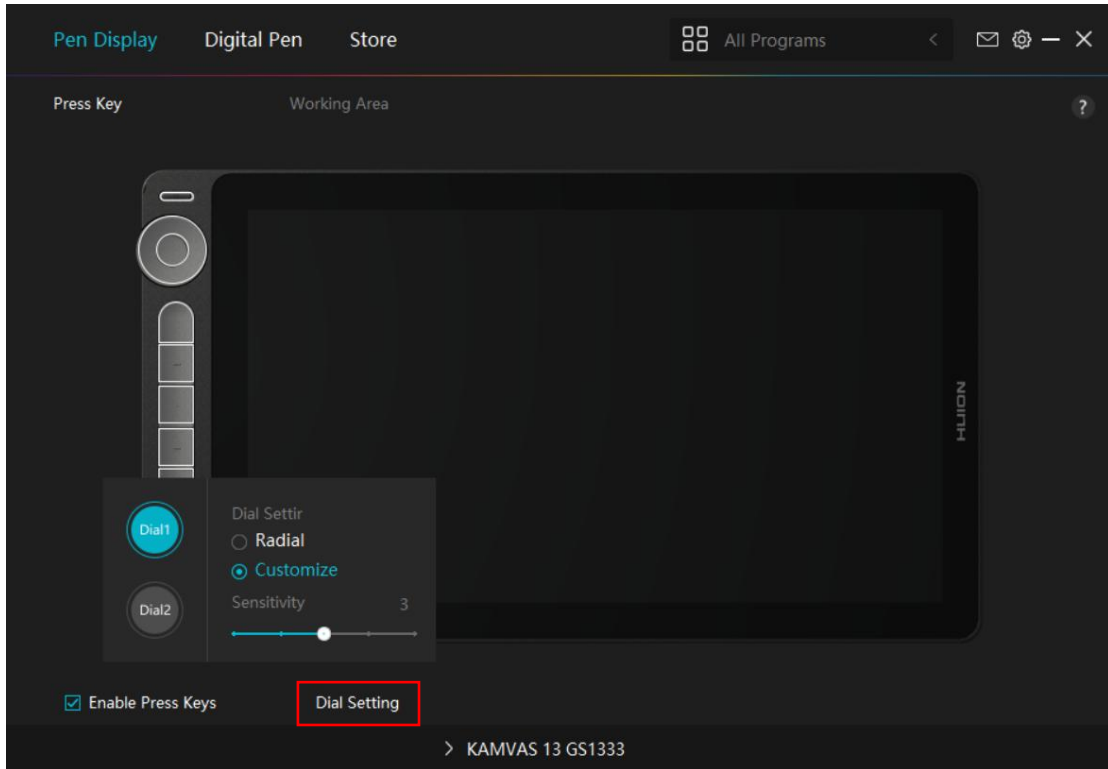 Pen Display Digital Pen Store All Programs
Press Key Working Area ?
HUION
Dial1
Dial Settir
Radial
Customize
Dial2
Sensitivity 3
Enable Press Keys Dial Setting
KAMVAS 13 GS1333